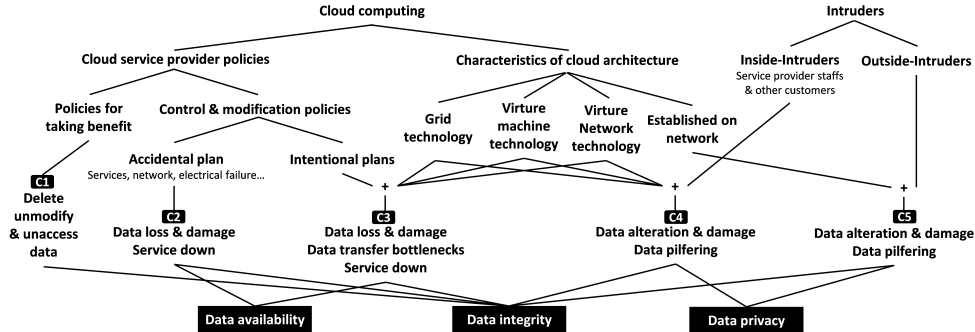 Cloud computing
Intruders
Cloud service provider policies
Characteristics of cloud architecture
Inside-Intruders
Service provider staffs
& other customers
Outside-Intruders
Policies for
taking benefit
Control & modification policies
Grid
technology
Virture
machine
technology
Virture
Network
technology
Established on
network
Accidental plan
Services, network, electrical failure...
Intentional plans
+
+
+
C1
Delete
unmodify
& unaccess
data
C2
Data loss & damage
Service down
C3
Data loss & damage
Data transfer bottlenecks
Service down
C4
Data alteration & damage
Data pilfering
C5
Data alteration & damage
Data pilfering
Data availability
Data integrity
Data privacy